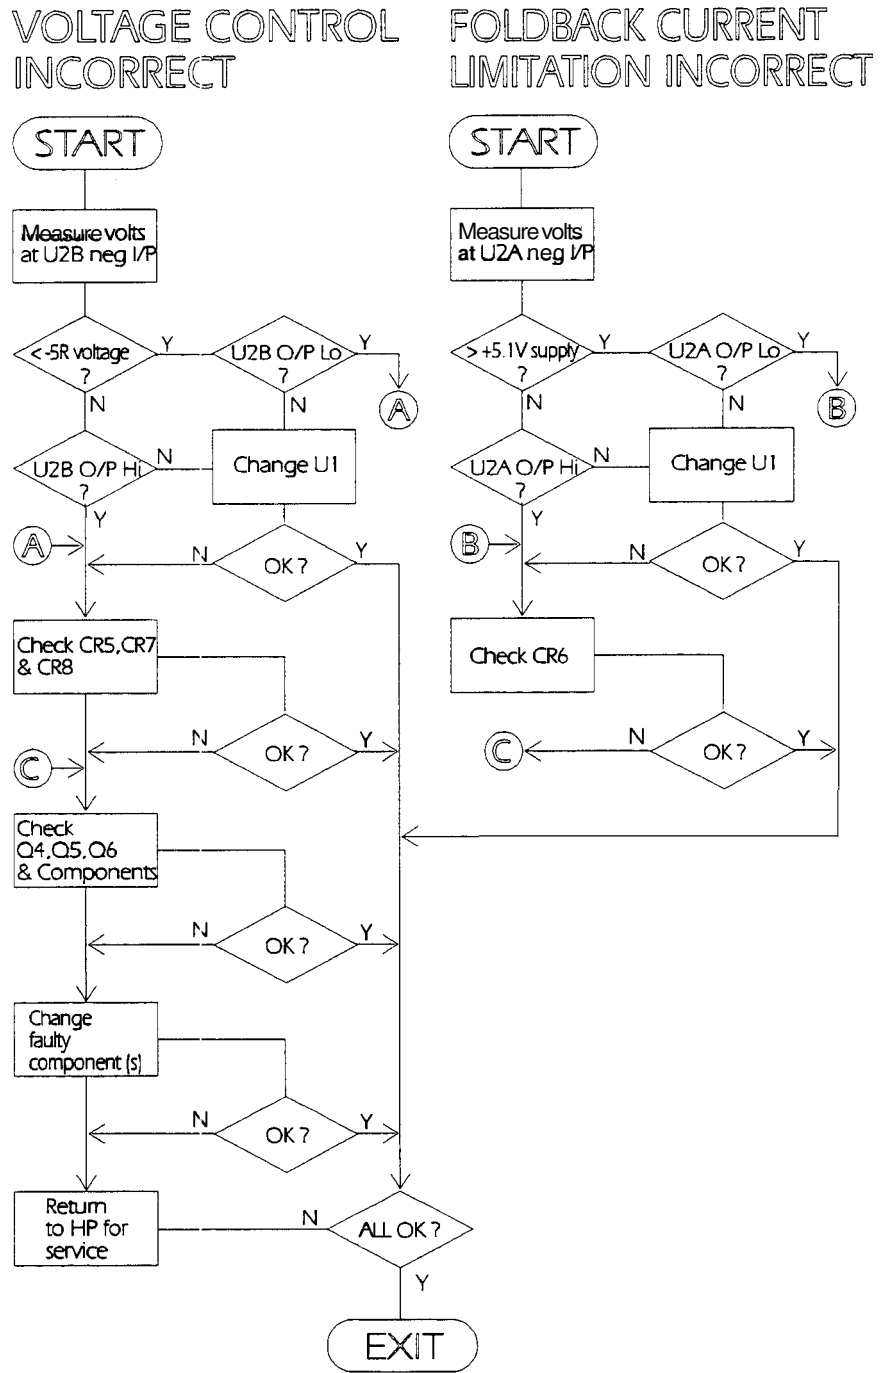 VOLTAGE CONTROL
INCORRECT
START
Measure volts
at U2B neg I/P
< -5R voltage
?
Y
N
U2B O/P Lo
?
Y
N
A
U2B O/P Hi
?
N
Y
Change U1
A
OK ?
N
Y
Check CR5,CR7
& CR8
OK ?
N
Y
C
Check
Q4,Q5,Q6
& Components
OK ?
N
Y
Change
faulty
component (s)
OK ?
N
Y
Return
to HP for
service
N
ALL OK ?
Y
EXIT
FOLDBACK CURRENT
LIMITATION INCORRECT
START
Measure volts
at U2A neg I/P
> +5.1V supply
?
Y
N
U2A O/P Lo
?
Y
N
B
U2A O/P Hi
?
N
Y
Change U1
B
OK ?
N
Y
Check CR6
OK ?
N
Y
C